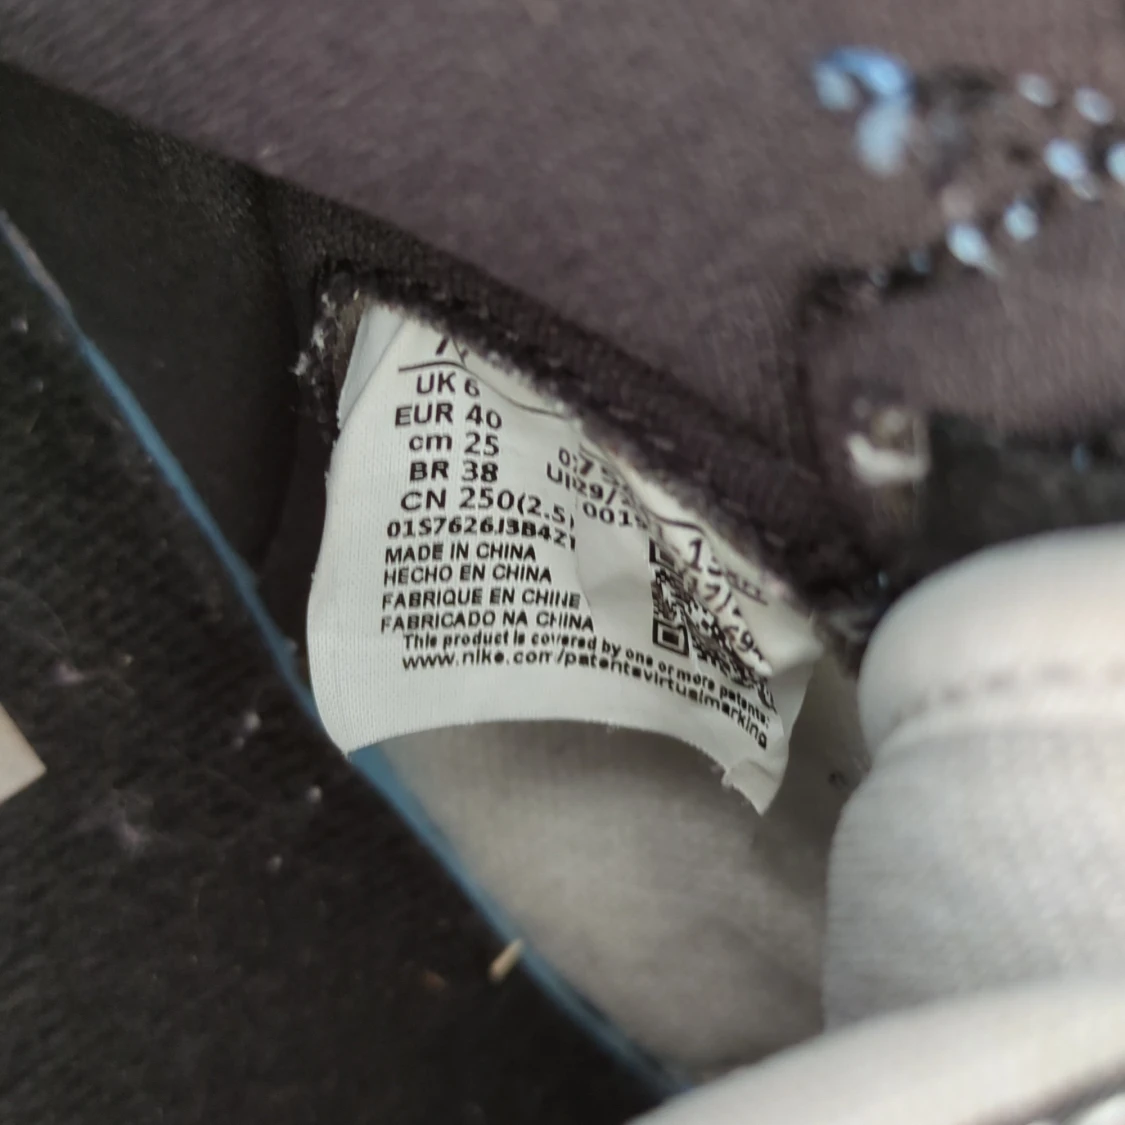 7
UK 6
EUR 40
cm 25
BR 38
CN 250(2.5)
MADE IN CHINA
HECHO EN CHINA
FABRIQUE EN CHINE
FABRICADO NA CHINA
This product is covered by one or more patents:
www.nike.com/patentsvirtualmarking